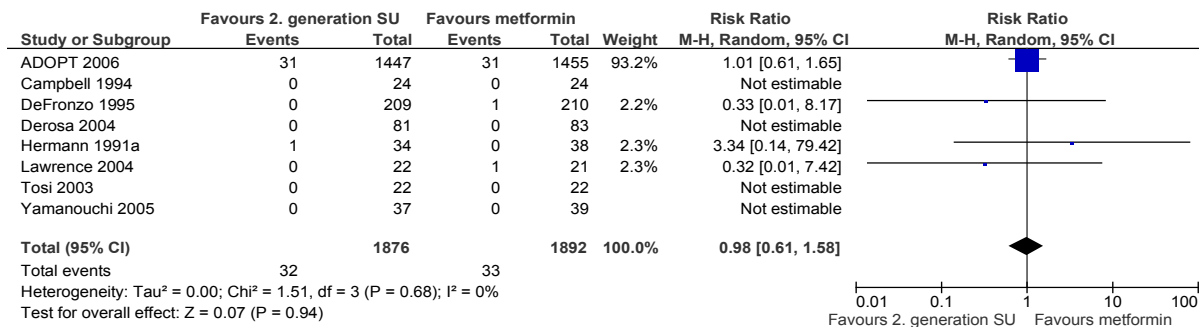 Favours 2. generation SU Favours metformin Risk Ratio Risk Ratio
Study or Subgroup Events Total Events Total Weight M-H, Random, 95% CI M-H, Random, 95% CI
ADOPT 2006 31 1447 31 1455 93.2% 1.01 [0.61, 1.65]
Campbell 1994 0 24 0 24 Not estimable
DeFronzo 1995 0 209 1 210 2.2% 0.33 [0.01, 8.17]
Derosa 2004 0 81 0 83 Not estimable
Hermann 1991a 1 34 0 38 2.3% 3.34 [0.14, 79.42]
Lawrence 2004 0 22 1 21 2.3% 0.32 [0.01, 7.42]
Tosi 2003 0 22 0 22 Not estimable
Yamanouchi 2005 0 37 0 39 Not estimable
Total (95% CI) 1876 1892 100.0% 0.98 [0.61, 1.58]
Total events 32 33
Heterogeneity: Tau² = 0.00; Chi² = 1.51, df = 3 (P = 0.68); I² = 0%
Test for overall effect: Z = 0.07 (P = 0.94)
0.01 0.1 1 10 100
Favours 2. generation SU Favours metformin